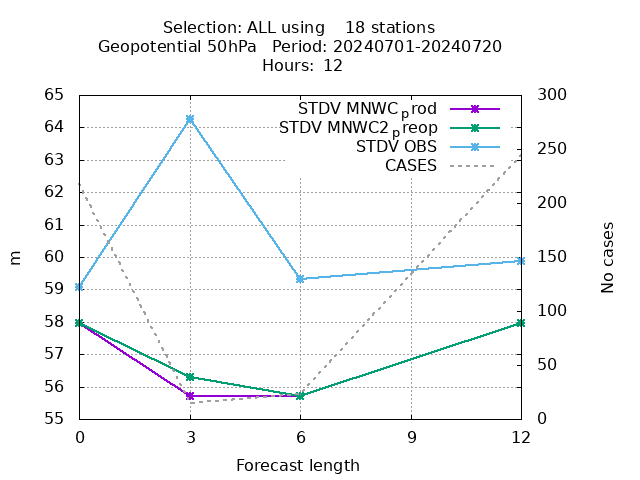 Selection: ALL using    18 stations
Geopotential 50hPa   Period: 20240701-20240720
Hours: 12
65
64
63
62
61
60
59
58
57
56
55
m
300
250
200
150
100
50
0
No cases
STDV MNWCprod
STDV MNWC2preop
STDV OBS
CASES
0 3 6 9 12
Forecast length